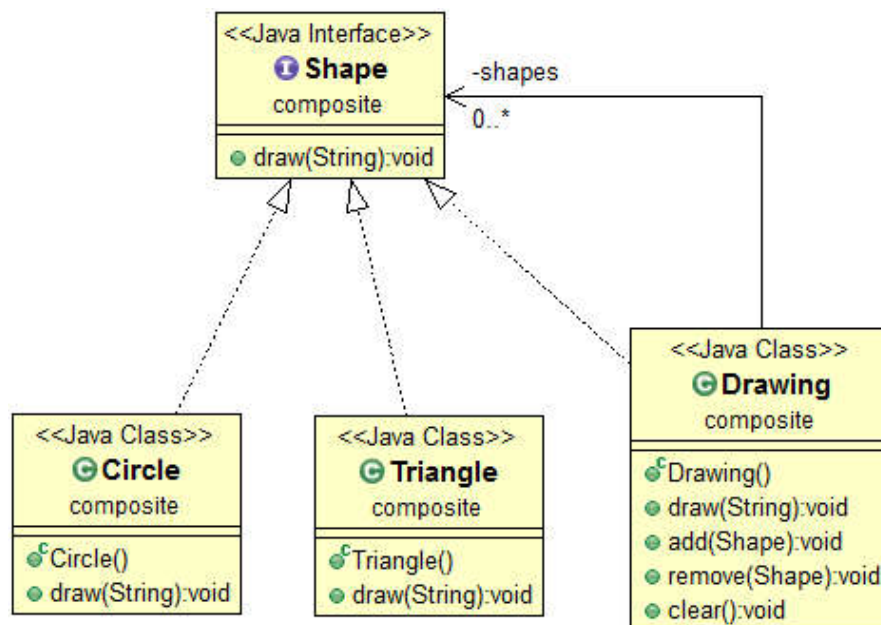 <<Java Interface>>
Shape
composite
draw(String):void
-shapes
0..*
<<Java Class>>
Circle
composite
Circle()
draw(String):void
<<Java Class>>
Triangle
composite
Triangle()
draw(String):void
<<Java Class>>
Drawing
composite
Drawing()
draw(String):void
add(Shape):void
remove(Shape):void
clear():void